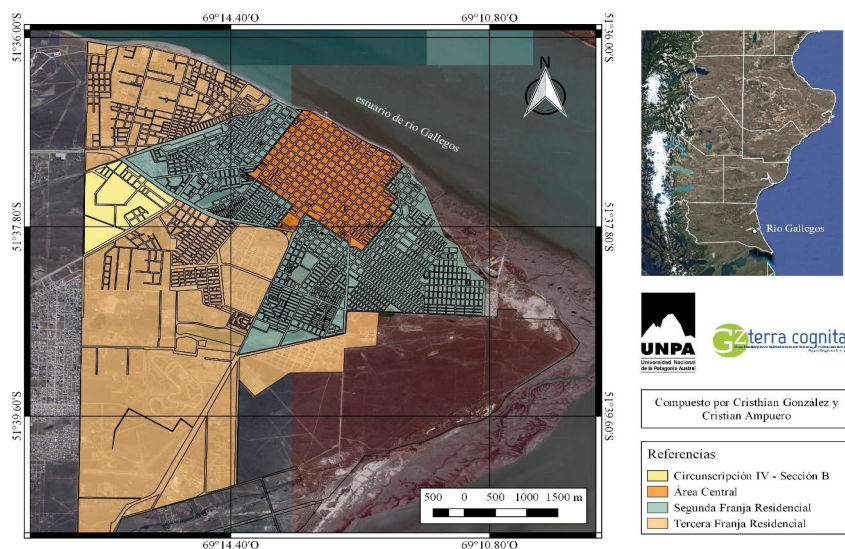 69°14.40'S
69°10.80'S
51°36.00'S
51°36.00'S
N
estuario de río Gallegos
51°37.80'S
51°37.80'S
Río Gallegos
51°39.60'S
51°39.60'S
UNPA
Universidad Nacional
de la Patagonia Austral
Gz terra cognita
Compuesto por Cristhian González y
Cristian Ampuero
Referencias
Circunscripción IV - Sección B
Área Central
Segunda Franja Residencial
Tercera Franja Residencial
500 0 500 1000 1500 m
69°14.40'S
69°10.80'S